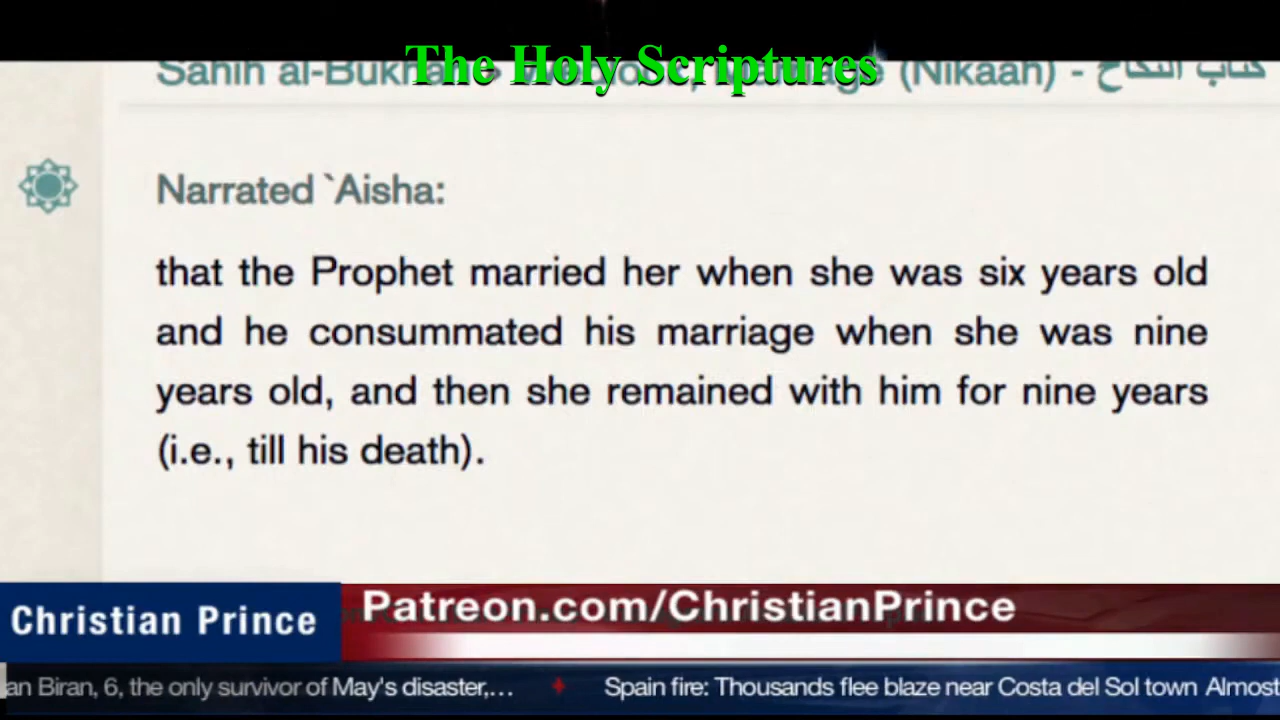 The Holy Scriptures
Sahih al-Bukhari (Nikaah) - كتاب النكاح
Narrated `Aisha:
that the Prophet married her when she was six years old
and he consummated his marriage when she was nine
years old, and then she remained with him for nine years
(i.e., till his death).
Patreon.com/ChristianPrince
Christian Prince
an Biran, 6, the only survivor of May's disaster,... Spain fire: Thousands flee blaze near Costa del Sol town Almost